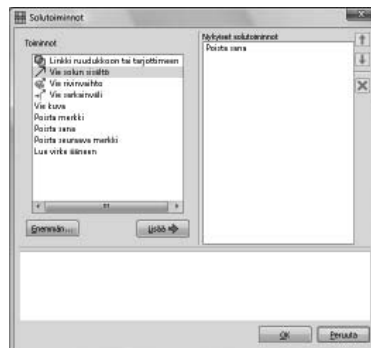 Solutoiminnot
Toiminnot
Linkki ruudukkoon tai tarjottimeen
Vie solun sisältö
Vie rivinvaihto
Vie sarkainväli
Vie kuva
Poista merkki
Poista sana
Poista seuraava merkki
Lue virke ääneen
Enemmän...
Lisää
Nykyiset solutoiminnot
Poista sana
OK
Peruuta